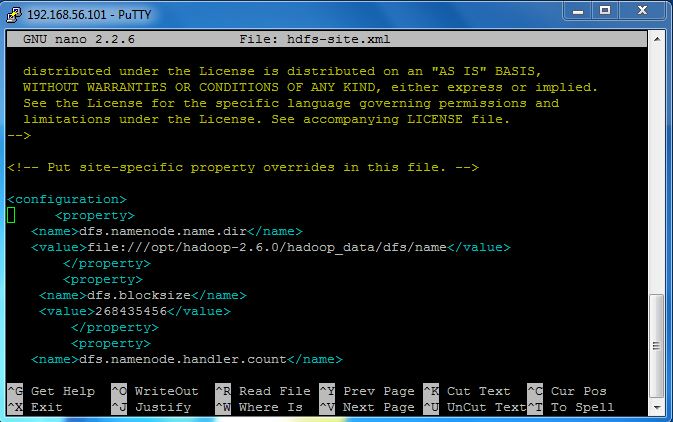 192.168.56.101 - PuTTY
GNU nano 2.2.6 File: hdfs-site.xml
distributed under the License is distributed on an "AS IS" BASIS,
WITHOUT WARRANTIES OR CONDITIONS OF ANY KIND, either express or implied.
See the License for the specific language governing permissions and
limitations under the License. See accompanying LICENSE file.
-->
<!-- Put site-specific property overrides in this file. -->
<configuration>
<property>
<name>dfs.namenode.name.dir</name>
<value>file:///opt/hadoop-2.6.0/hadoop_data/dfs/name</value>
</property>
<property>
<name>dfs.blocksize</name>
<value>268435456</value>
</property>
<property>
<name>dfs.namenode.handler.count</name>
^G Get Help ^O WriteOut ^R Read File ^Y Prev Page ^K Cut Text ^C Cur Pos
^X Exit ^J Justify ^W Where Is ^V Next Page ^U UnCut Text ^T To Spell